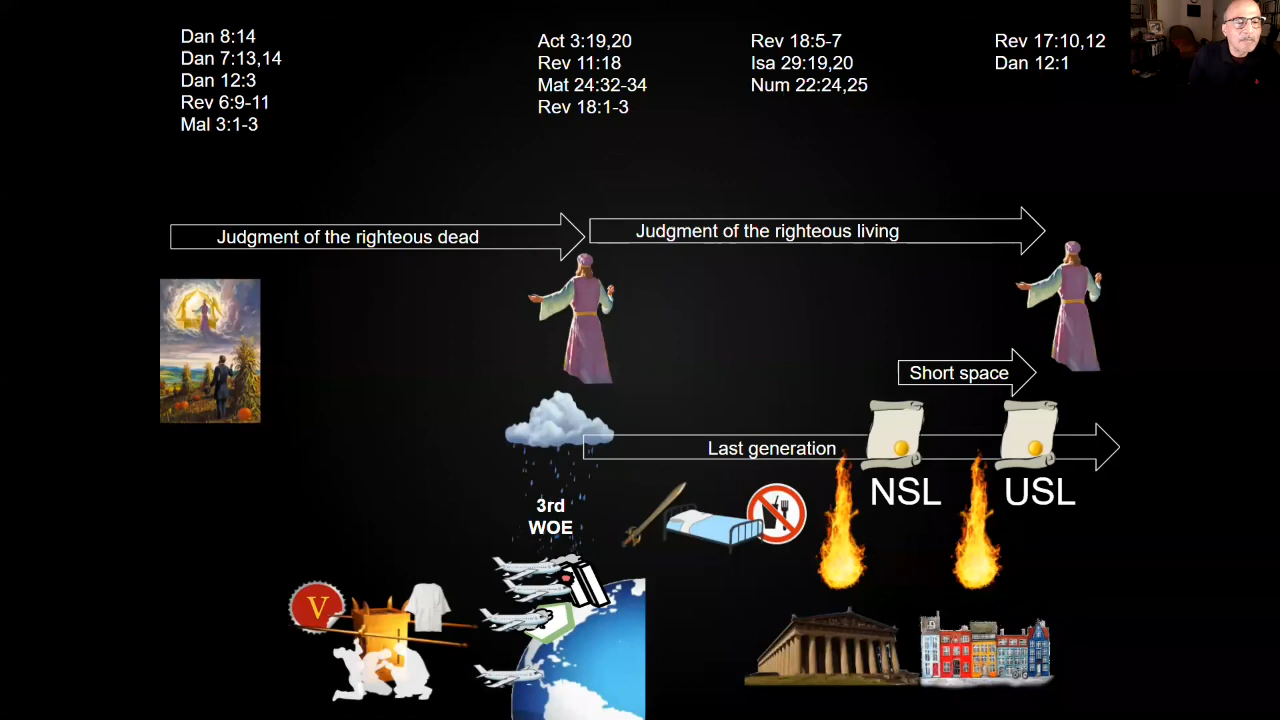 Dan 8:14
Dan 7:13,14
Dan 12:3
Rev 6:9-11
Mal 3:1-3
Act 3:19,20
Rev 11:18
Mat 24:32-34
Rev 18:1-3
Rev 18:5-7
Isa 29:19,20
Num 22:24,25
Rev 17:10,12
Dan 12:1
Judgment of the righteous dead
Judgment of the righteous living
Short space
Last generation
NSL
USL
3rd
WOE
V